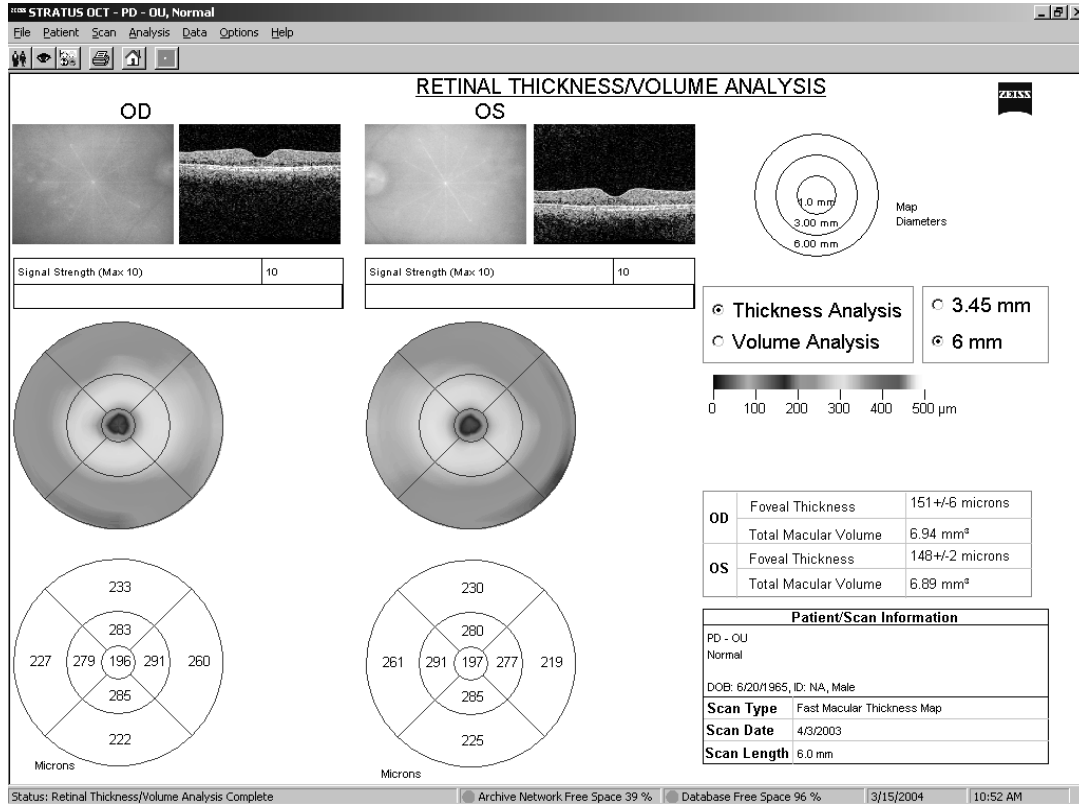 ZEISS STRATUS OCT - PD - OU, Normal
File Patient Scan Analysis Data Options Help
RETINAL THICKNESS/VOLUME ANALYSIS
ZEISS
OD
OS
1.0 mm
3.00 mm
6.00 mm
Map
Diameters
Signal Strength (Max 10) 10
Signal Strength (Max 10) 10
Thickness Analysis
Volume Analysis
3.45 mm
6 mm
0 100 200 300 400 500 µm
OD Foveal Thickness 151+/-6 microns
Total Macular Volume 6.94 mm³
OS Foveal Thickness 148+/-2 microns
Total Macular Volume 6.89 mm³
233
283
227 279 196 291 260
285
222
Microns
230
280
261 291 197 277 219
285
225
Microns
Patient/Scan Information
PD - OU
Normal
DOB: 6/20/1965, ID: NA, Male
Scan Type Fast Macular Thickness Map
Scan Date 4/3/2003
Scan Length 6.0 mm
Status: Retinal Thickness/Volume Analysis Complete Archive Network Free Space 39 % Database Free Space 96 % 3/15/2004 10:52 AM